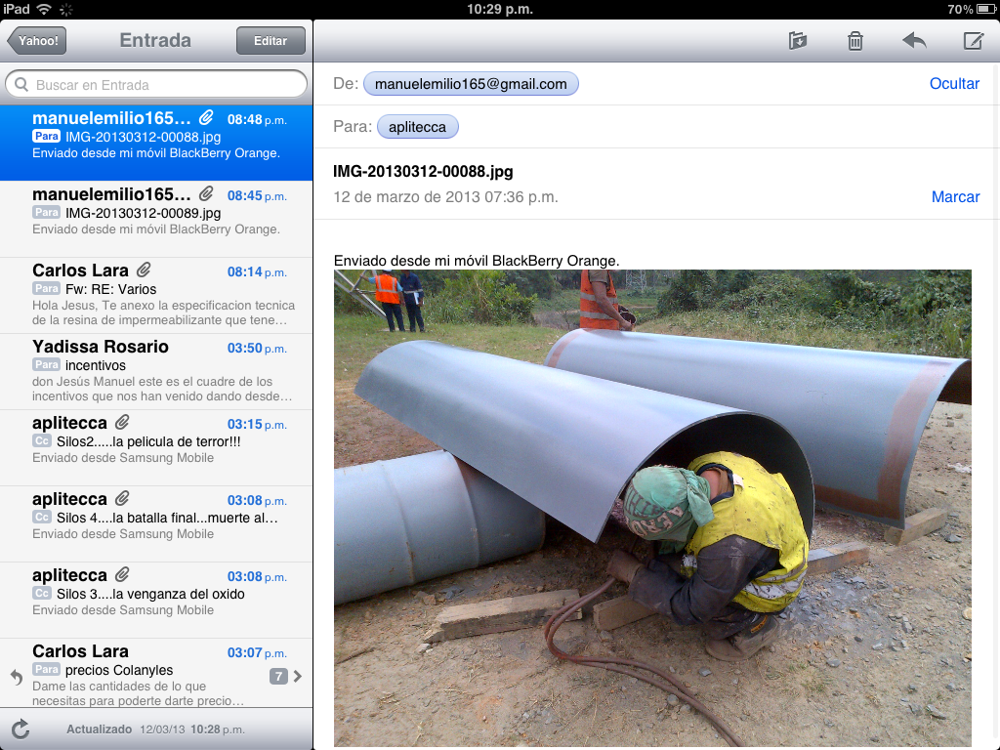 iPad
10:29 p.m.
70%
Yahoo!
Entrada
Editar
Buscar en Entrada
manuelemilio165... 08:48 p.m.
Para IMG-20130312-00088.jpg
Enviado desde mi móvil BlackBerry Orange.
manuelemilio165... 08:45 p.m.
Para IMG-20130312-00089.jpg
Enviado desde mi móvil BlackBerry Orange.
Carlos Lara 08:14 p.m.
Para Fw: RE: Varios
Hola Jesus, Te anexo la especificacion tecnica
de la resina de impermeabilizante que tene...
Yadissa Rosario 03:50 p.m.
Para incentivos
don Jesús Manuel este es el cuadre de los
incentivos que nos han venido dando desde...
aplitecca 03:15 p.m.
Cc Silos2.....la pelicula de terror!!!
Enviado desde Samsung Mobile
aplitecca 03:08 p.m.
Cc Silos 4....la batalla final...muerte al...
Enviado desde Samsung Mobile
aplitecca 03:08 p.m.
Cc Silos 3....la venganza del oxido
Enviado desde Samsung Mobile
Carlos Lara 03:07 p.m.
Para precios Colanyles
7
Dame las cantidades de lo que
necesitas para poderte darte precio...
Actualizado 12/03/13 10:28 p.m.
De: manuelemilio165@gmail.com
Ocultar
Para: aplitecca
IMG-20130312-00088.jpg
12 de marzo de 2013 07:36 p.m.
Marcar
Enviado desde mi móvil BlackBerry Orange.